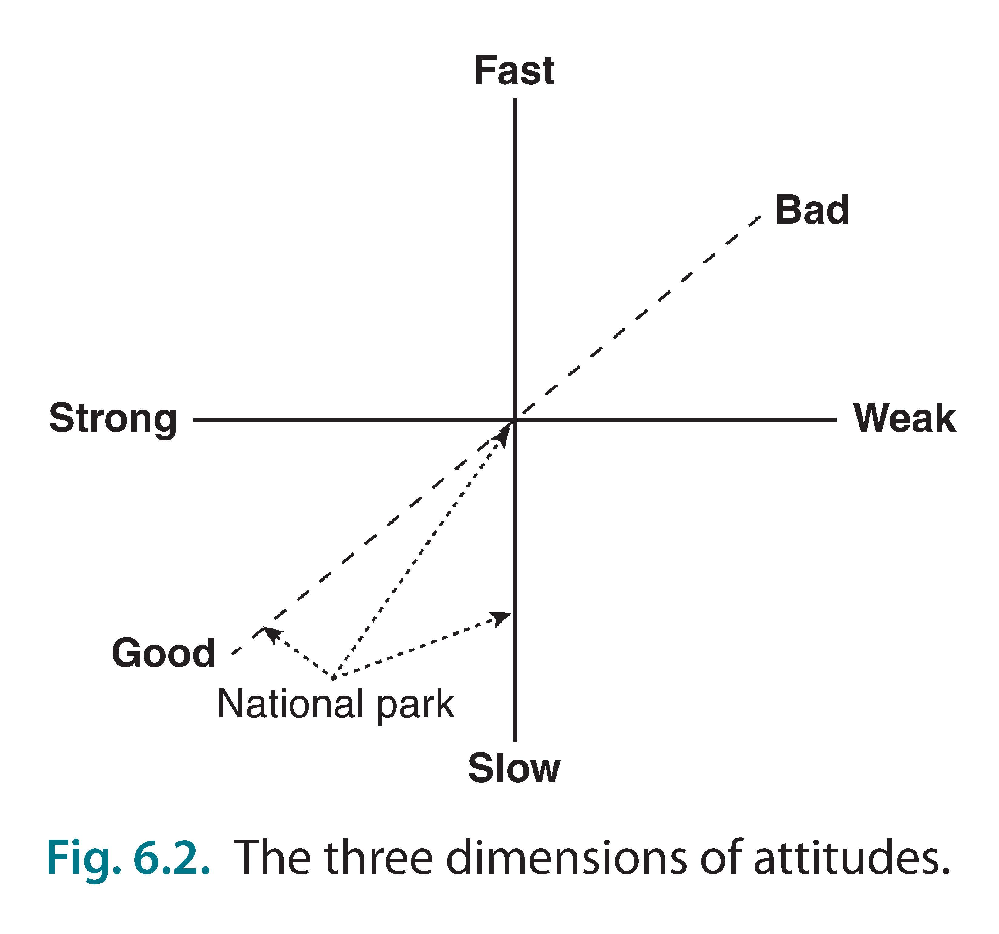 Fast
Bad
Strong
Weak
Good
National park
Slow
Fig. 6.2. The three dimensions of attitudes.